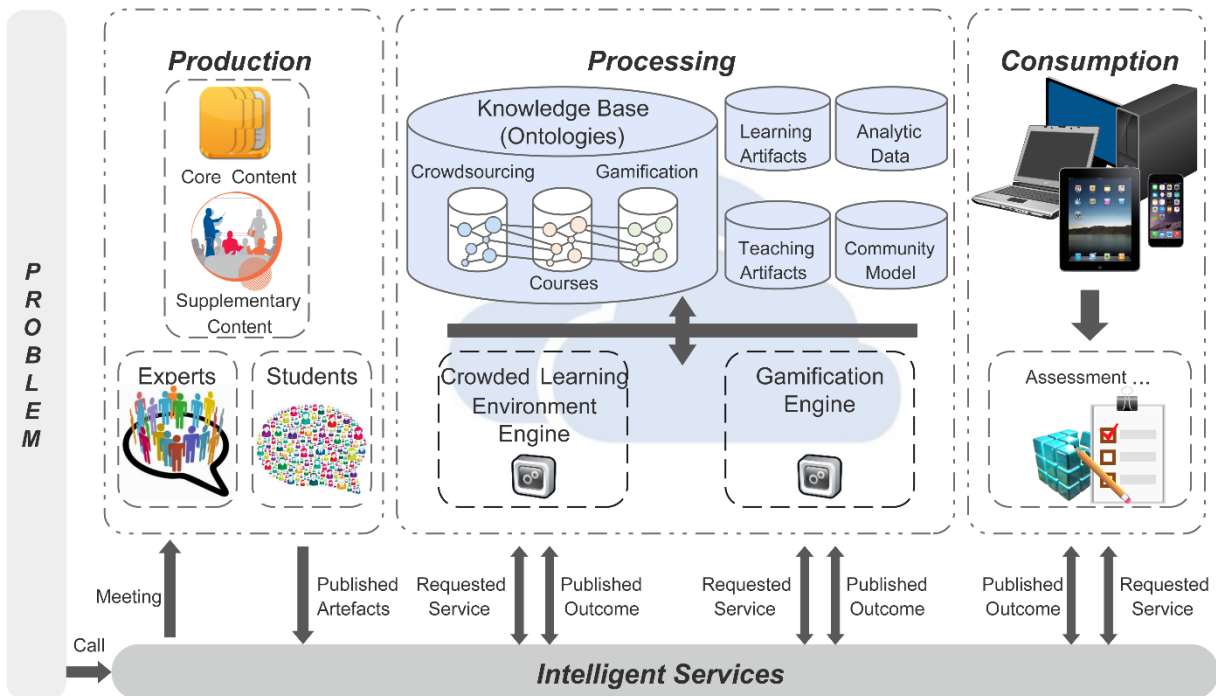 PROBLEM
Production
Core Content
Supplementary
Content
Experts
Students
Processing
Knowledge Base
(Ontologies)
Crowdsourcing
Gamification
Courses
Learning
Artifacts
Analytic
Data
Teaching
Artifacts
Community
Model
Crowded Learning
Environment
Engine
Gamification
Engine
Consumption
Assessment ...
Meeting
Published
Artefacts
Requested
Service
Published
Outcome
Requested
Service
Published
Outcome
Published
Outcome
Requested
Service
Call
Intelligent Services